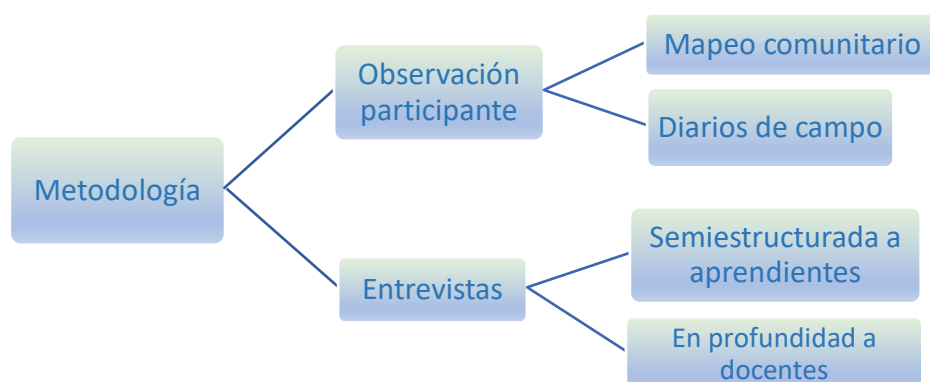 Metodología
Observación
participante
Mapeo comunitario
Diarios de campo
Entrevistas
Semiestructurada a
aprendientes
En profundidad a
docentes